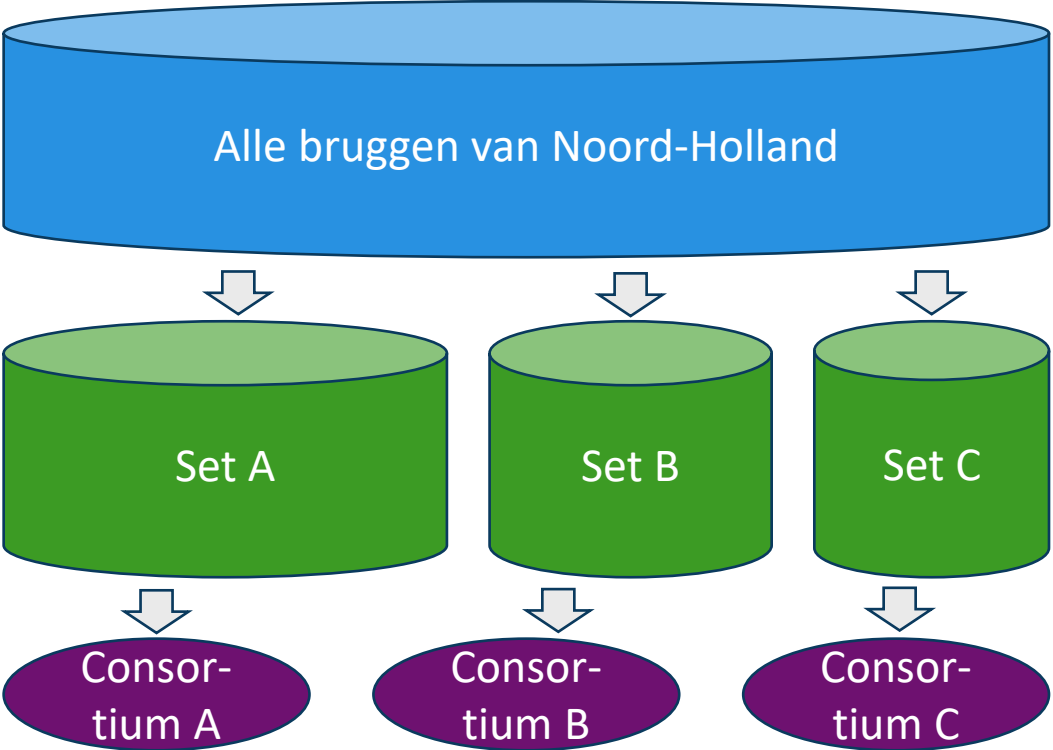 Alle bruggen van Noord-Holland
Set A
Set B
Set C
Consor-
tium A
Consor-
tium B
Consor-
tium C